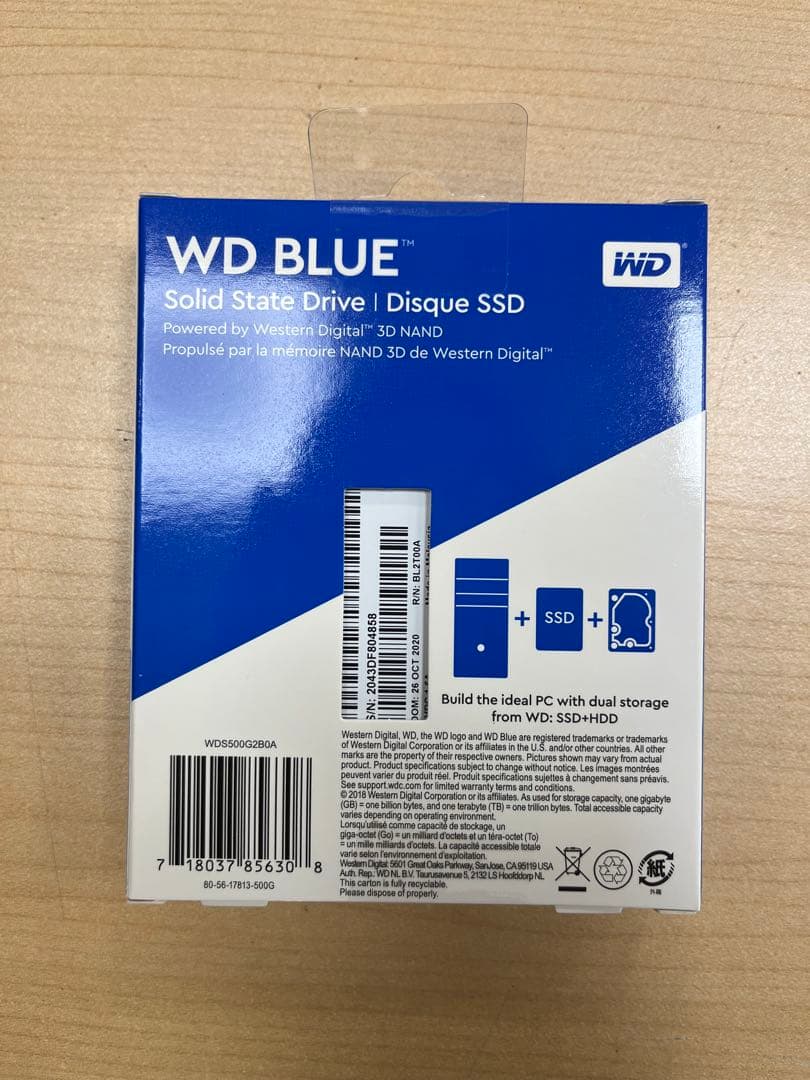 WD BLUE™
WD®
Solid State Drive | Disque SSD
Powered by Western Digital™ 3D NAND
Propulsé par la mémoire NAND 3D de Western Digital™
S/N: 2043DF804858
DOM: 26 OCT 2020
R/N: BL2T00A
Made in Malaysia
SSD
Build the ideal PC with dual storage
from WD: SSD+HDD
WDS500G2B0A
7 18037 85630 8
80-56-17813-500G
Western Digital, WD, the WD logo and WD Blue are registered trademarks or trademarks
of Western Digital Corporation or its affiliates in the U.S. and/or other countries. All other
marks are the property of their respective owners. Pictures shown may vary from actual
product. Product specifications subject to change without notice. Les images montrées
peuvent varier du produit réel. Produit spécifications sujettes à changement sans préavis.
See support.wdc.com for limited warranty terms and conditions.
© 2018 Western Digital Corporation or its affiliates. As used for storage capacity, one gigabyte
(GB) = one billion bytes, and one terabyte (TB) = one trillion bytes. Total accessible capacity
varies depending on operating environment.
Lorsqu'utilisé comme capacité de stockage, un
giga-octet (Go) = un milliard d'octets et un téra-octet (To)
= un mille milliards d'octets. La capacité accessible totale
varie selon l'environnement d'exploitation.
Western Digital: 5601 Great Oaks Parkway, San Jose, CA 95119 USA
Auth. Rep.: WD NL B.V. Taurusavenue 5, 2132 LS Hoofddorp NL
This carton is fully recyclable.
Please dispose of properly.
紙
外箱